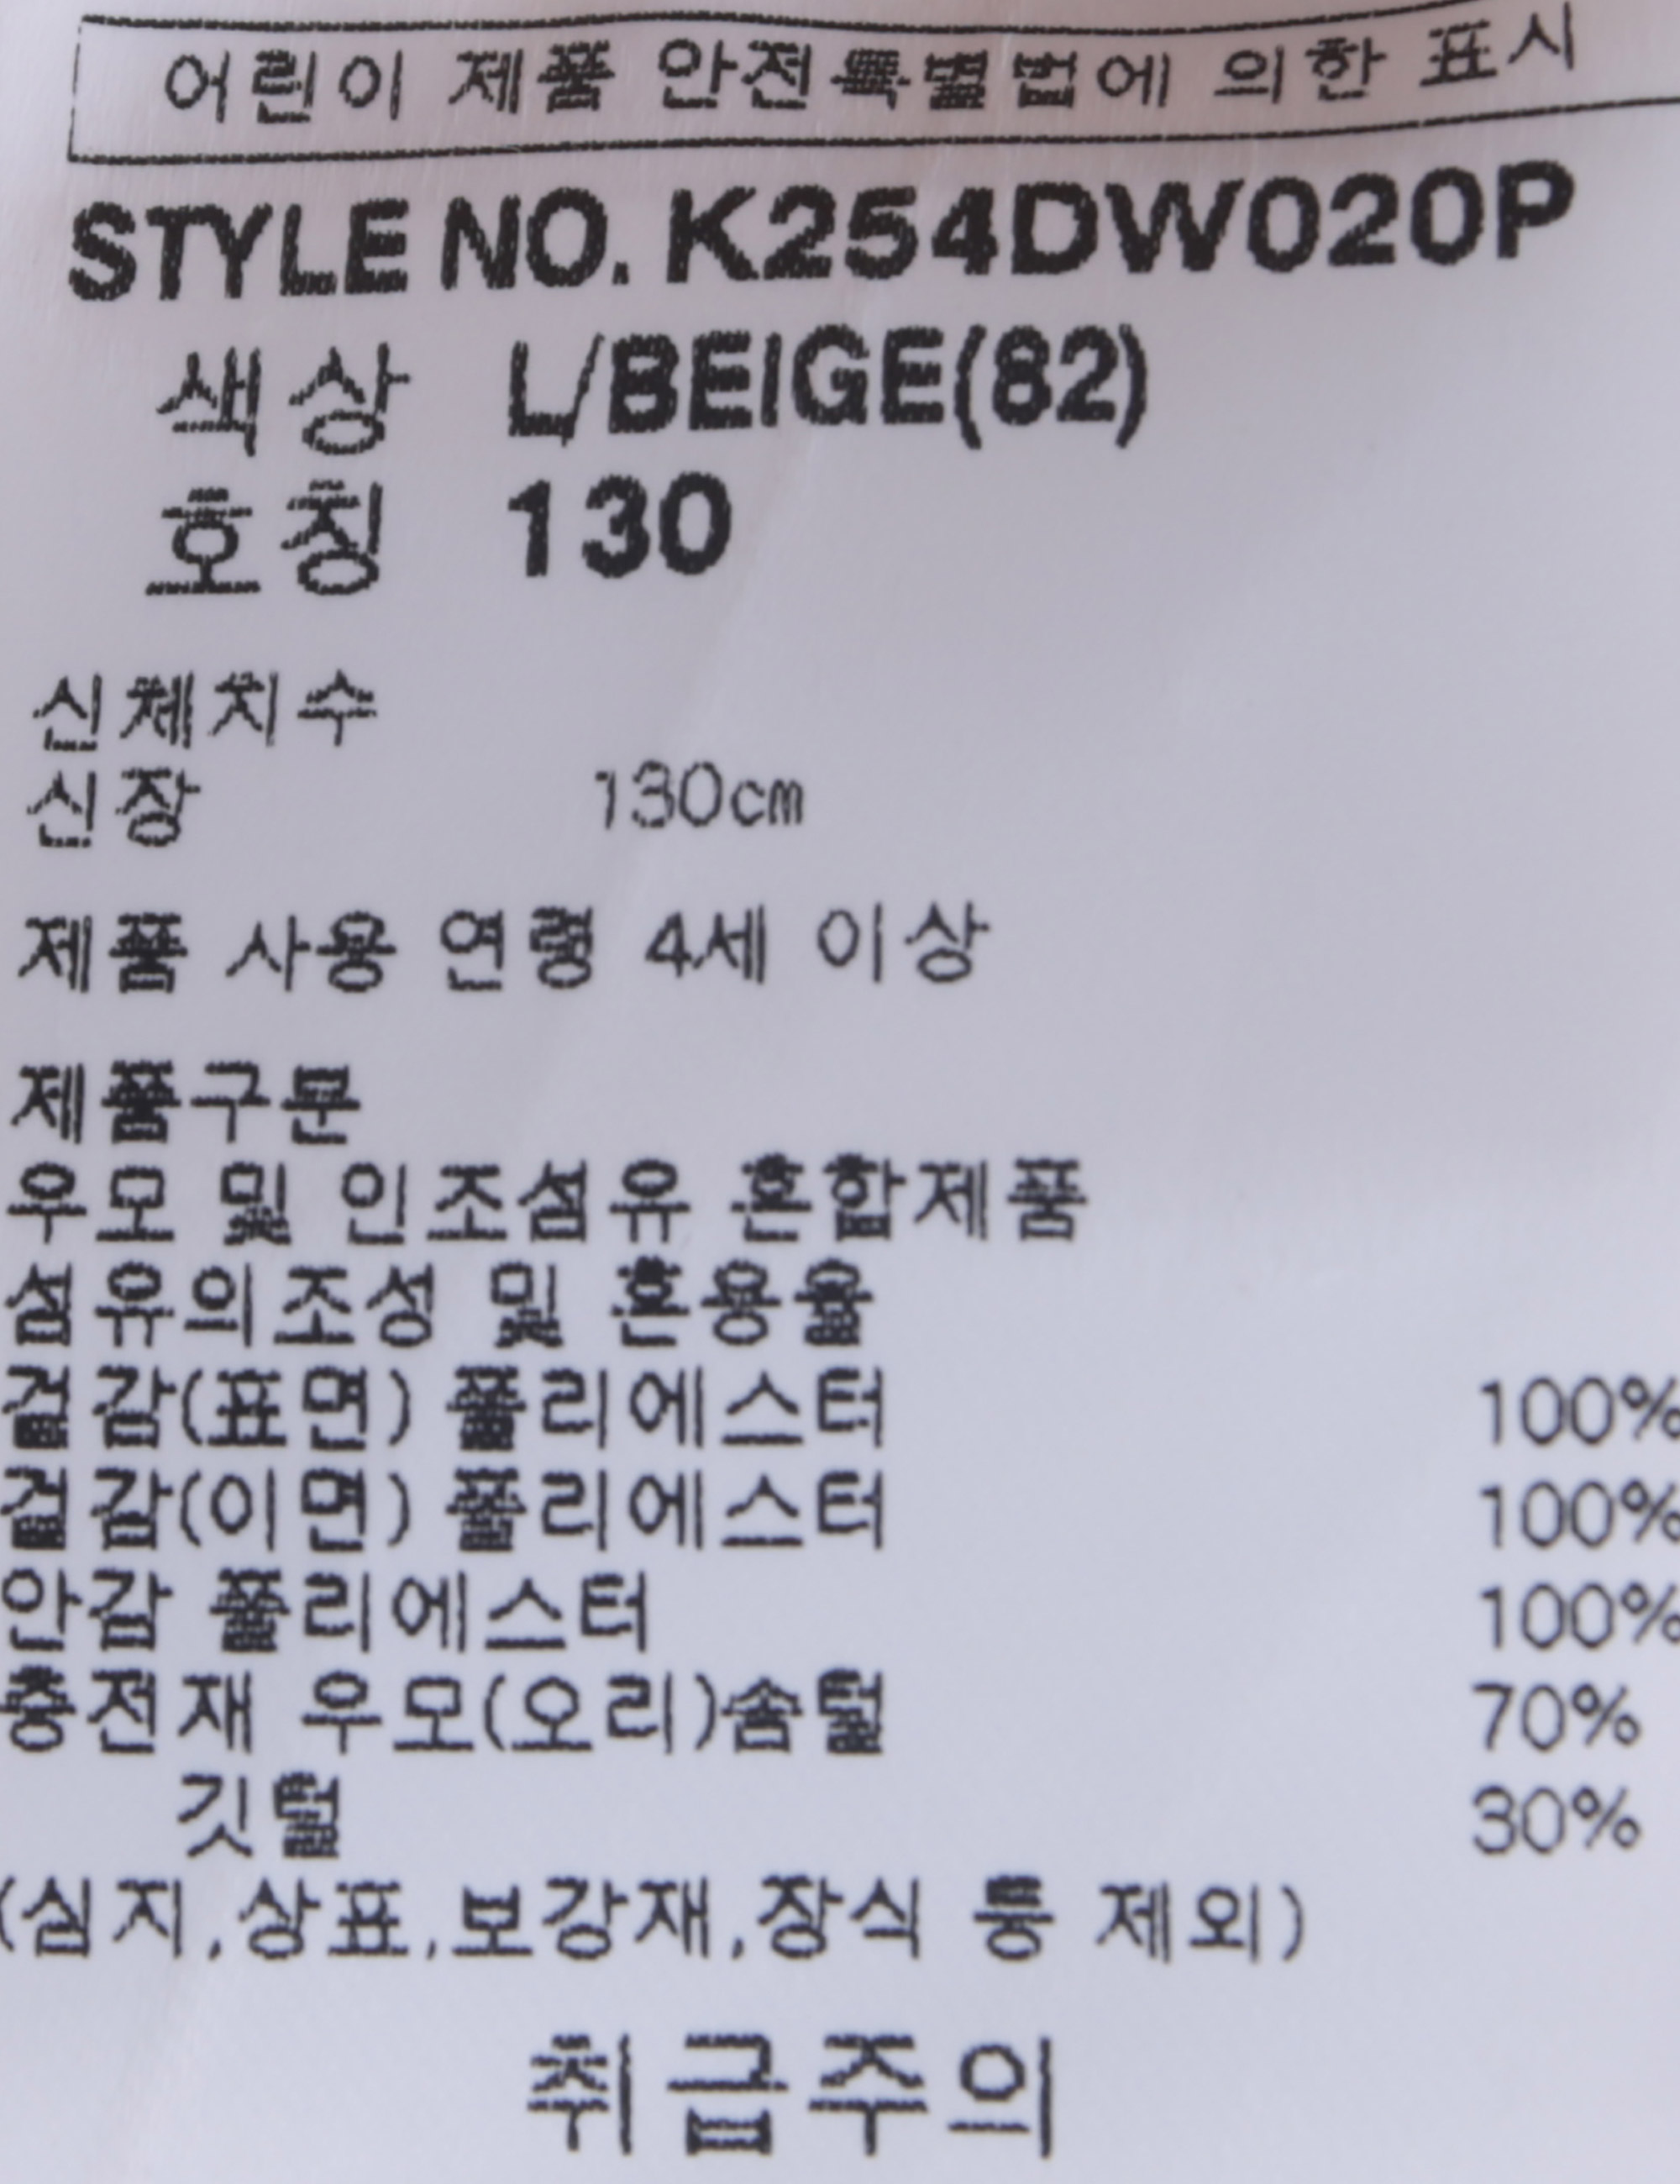 어린이 제품 안전특별법에 의한 표시
STYLE NO. K254DW020P
색상 L/BEIGE(82)
호칭 130
신체치수
신장 130cm
제품 사용 연령 4세 이상
제품구분
우모 및 인조섬유 혼합제품
섬유의조성 및 혼용율
겉감(표면) 폴리에스터 100%
겉감(이면) 폴리에스터 100%
안감 폴리에스터 100%
충전재 우모(오리)솜털 70%
깃털 30%
(심지,상표,보강재,장식 등 제외)
취급주의